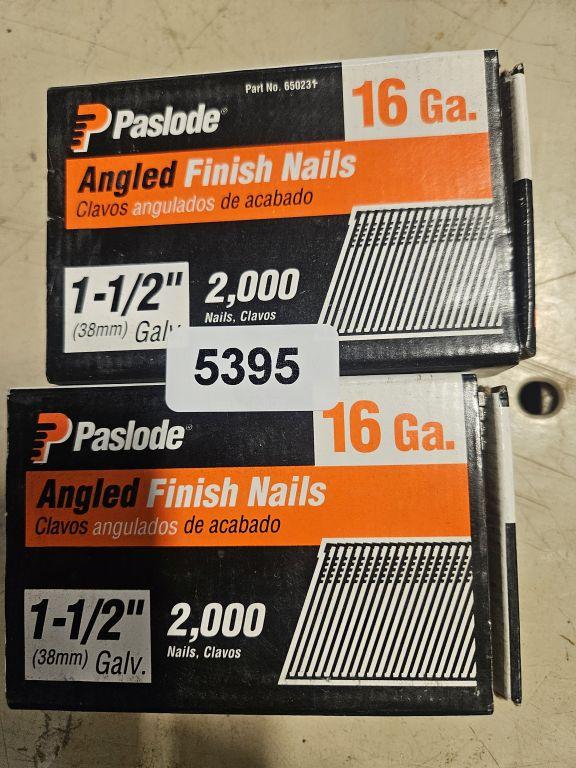 Part No. 650231
Paslode®
16 Ga.
Angled Finish Nails
Clavos angulados de acabado
1-1/2"
(38mm) Galv.
2,000
Nails, Clavos
5395
Paslode®
16 Ga.
Angled Finish Nails
Clavos angulados de acabado
1-1/2"
(38mm) Galv.
2,000
Nails, Clavos